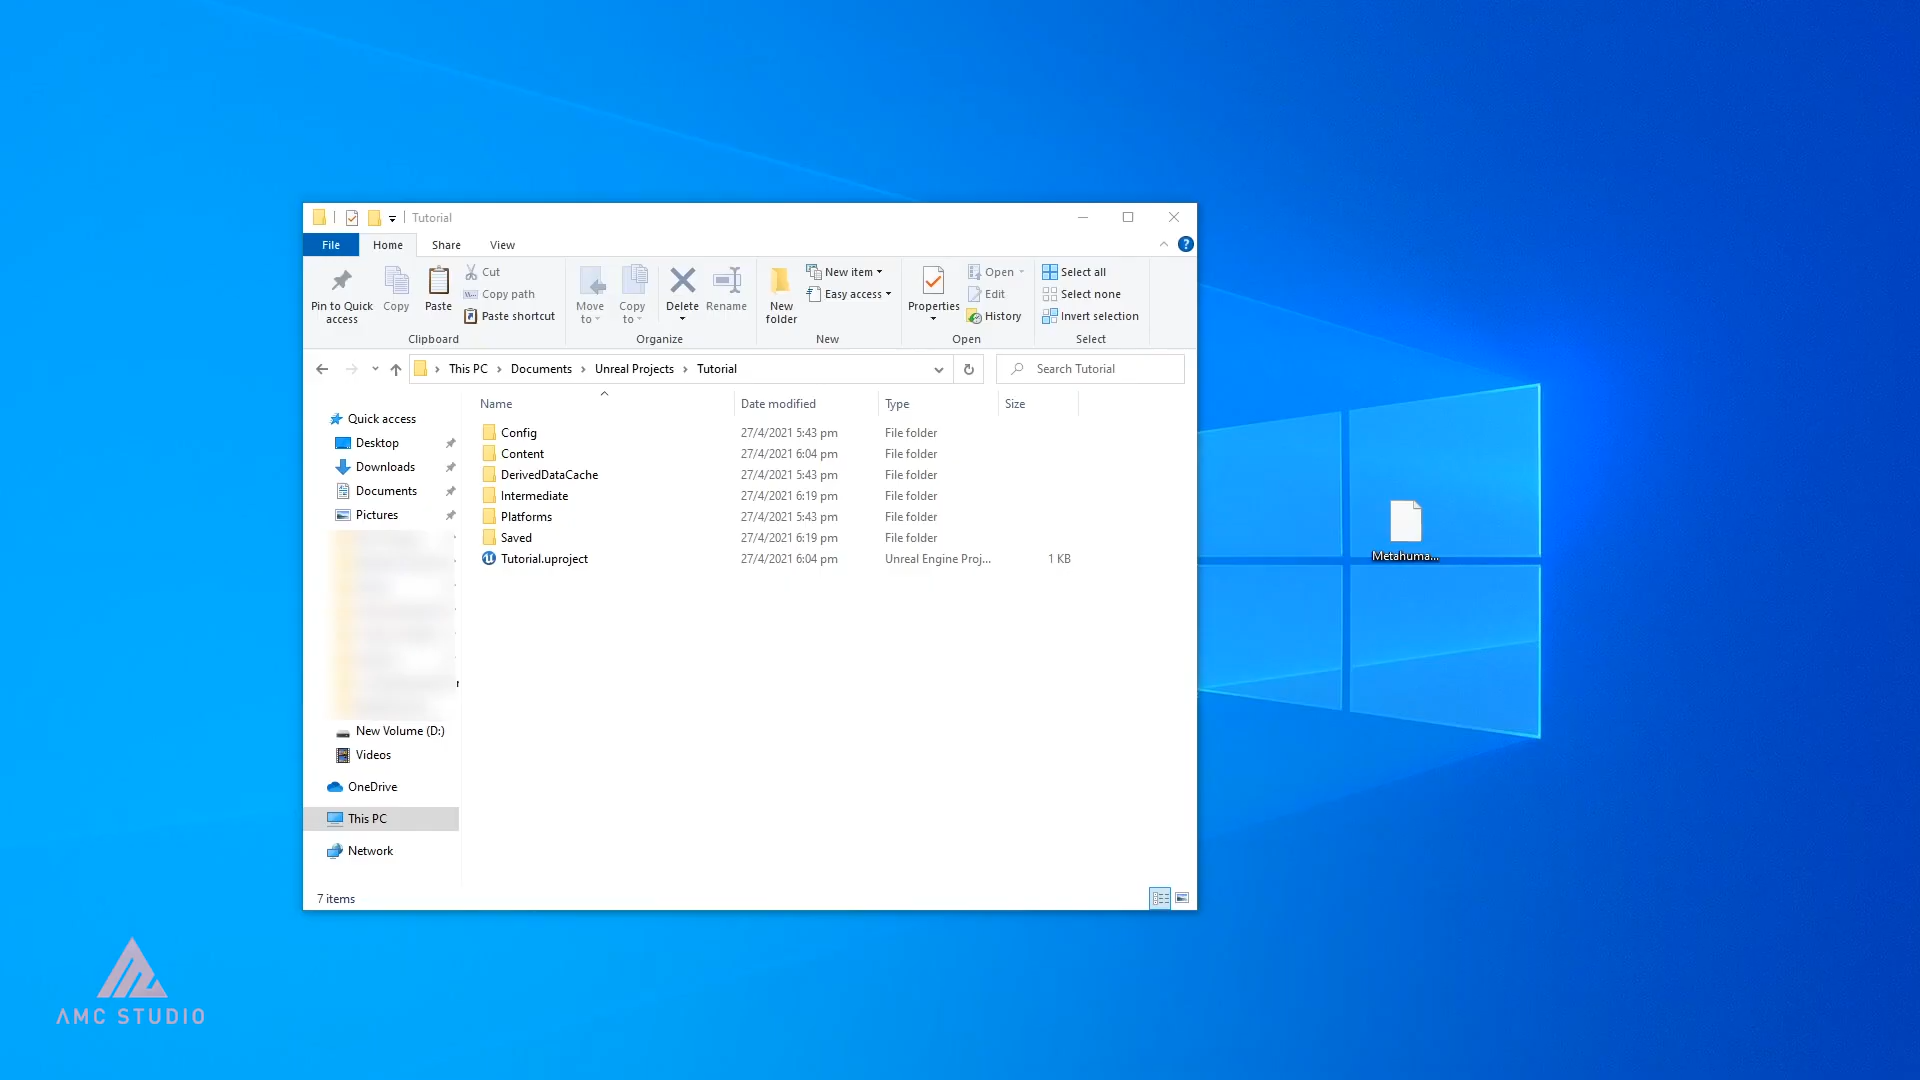 Tutorial
File Home Share View
Pin to Quick access
Copy
Paste
Cut
Copy path
Paste shortcut
Clipboard
Move to
Copy to
Delete
Rename
Organize
New folder
New item
Easy access
New
Properties
Open
Edit
History
Open
Select all
Select none
Invert selection
Select
This PC > Documents > Unreal Projects > Tutorial
Search Tutorial
Quick access
Desktop
Downloads
Documents
Pictures
New Volume (D:)
Videos
OneDrive
This PC
Network
Name Date modified Type Size
Config 27/4/2021 5:43 pm File folder
Content 27/4/2021 6:04 pm File folder
DerivedDataCache 27/4/2021 5:43 pm File folder
Intermediate 27/4/2021 6:19 pm File folder
Platforms 27/4/2021 5:43 pm File folder
Saved 27/4/2021 6:19 pm File folder
Tutorial.uproject 27/4/2021 6:04 pm Unreal Engine Proj... 1 KB
7 items
Metahuma...
AMC STUDIO